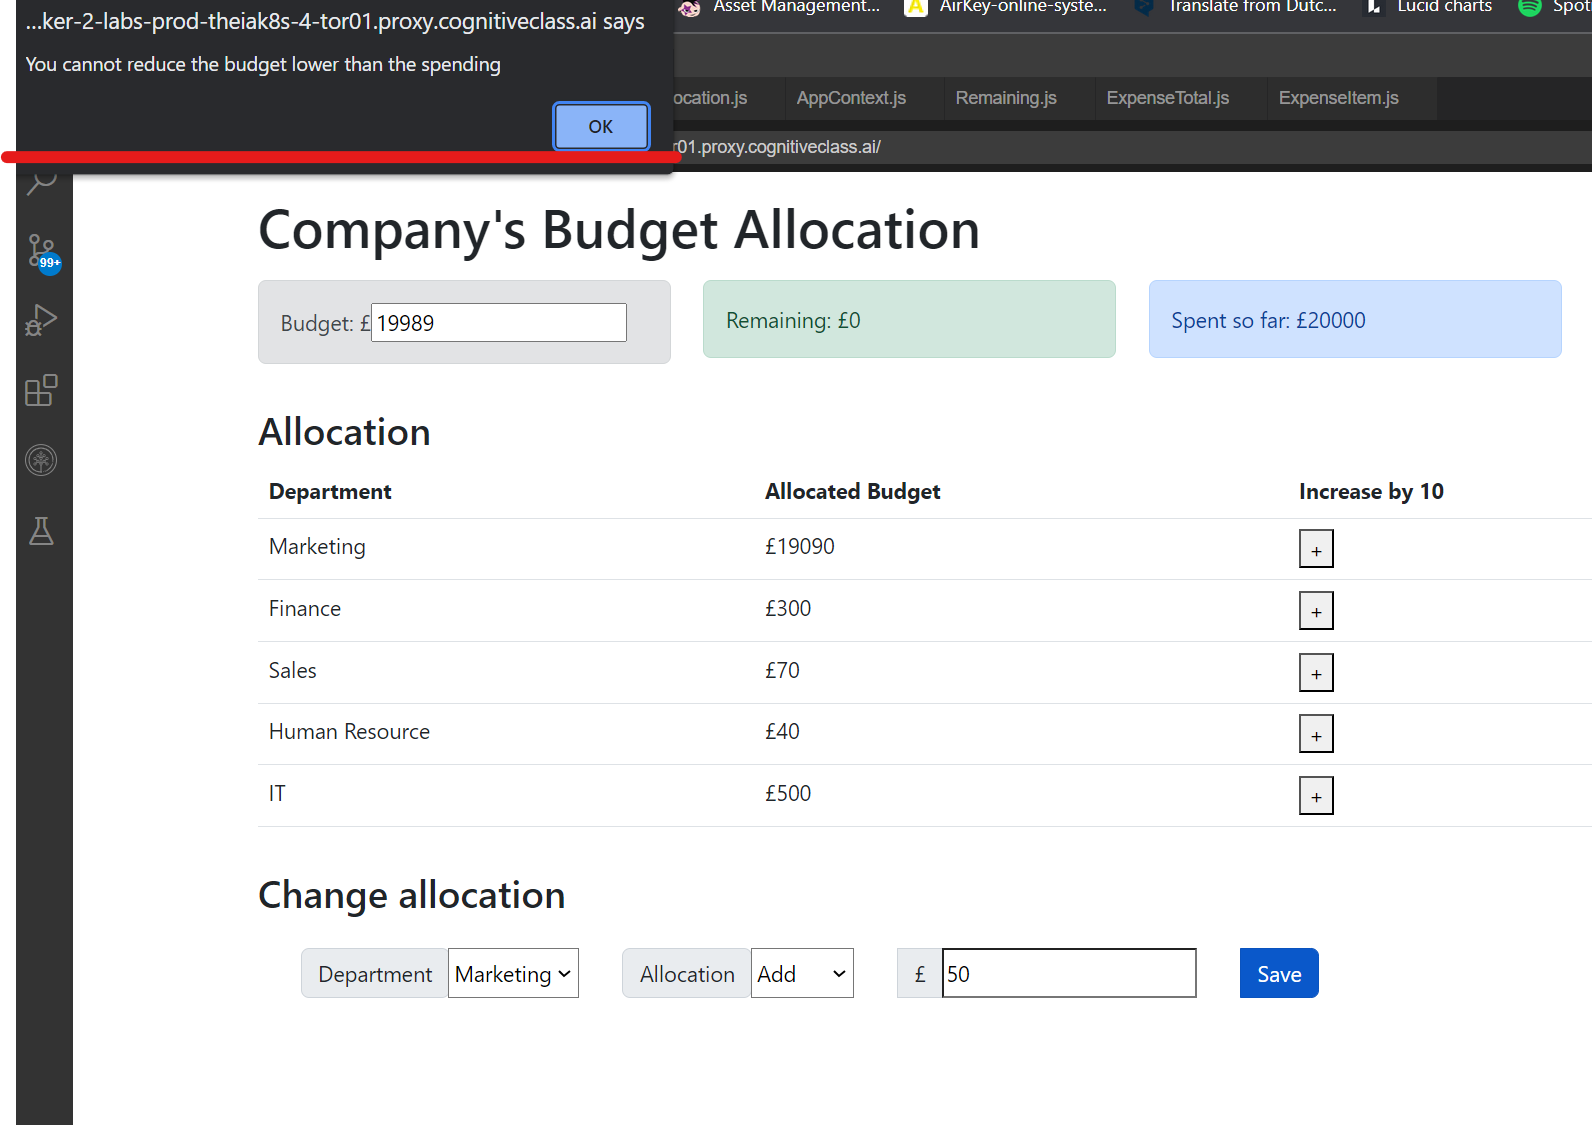 ...ker-2-labs-prod-theiak8s-4-tor01.proxy.cognitiveclass.ai says
You cannot reduce the budget lower than the spending
OK
Asset Management...
AirKey-online-syste...
Translate from Dutc...
Lucid charts
Spot
ocation.js
AppContext.js
Remaining.js
ExpenseTotal.js
ExpenseItem.js
r01.proxy.cognitiveclass.ai/
99+
Company's Budget Allocation
Budget: £ 19989
Remaining: £0
Spent so far: £20000
Allocation
Department Allocated Budget Increase by 10
Marketing £19090 +
Finance £300 +
Sales £70 +
Human Resource £40 +
IT £500 +
Change allocation
Department Marketing Allocation Add £ 50 Save